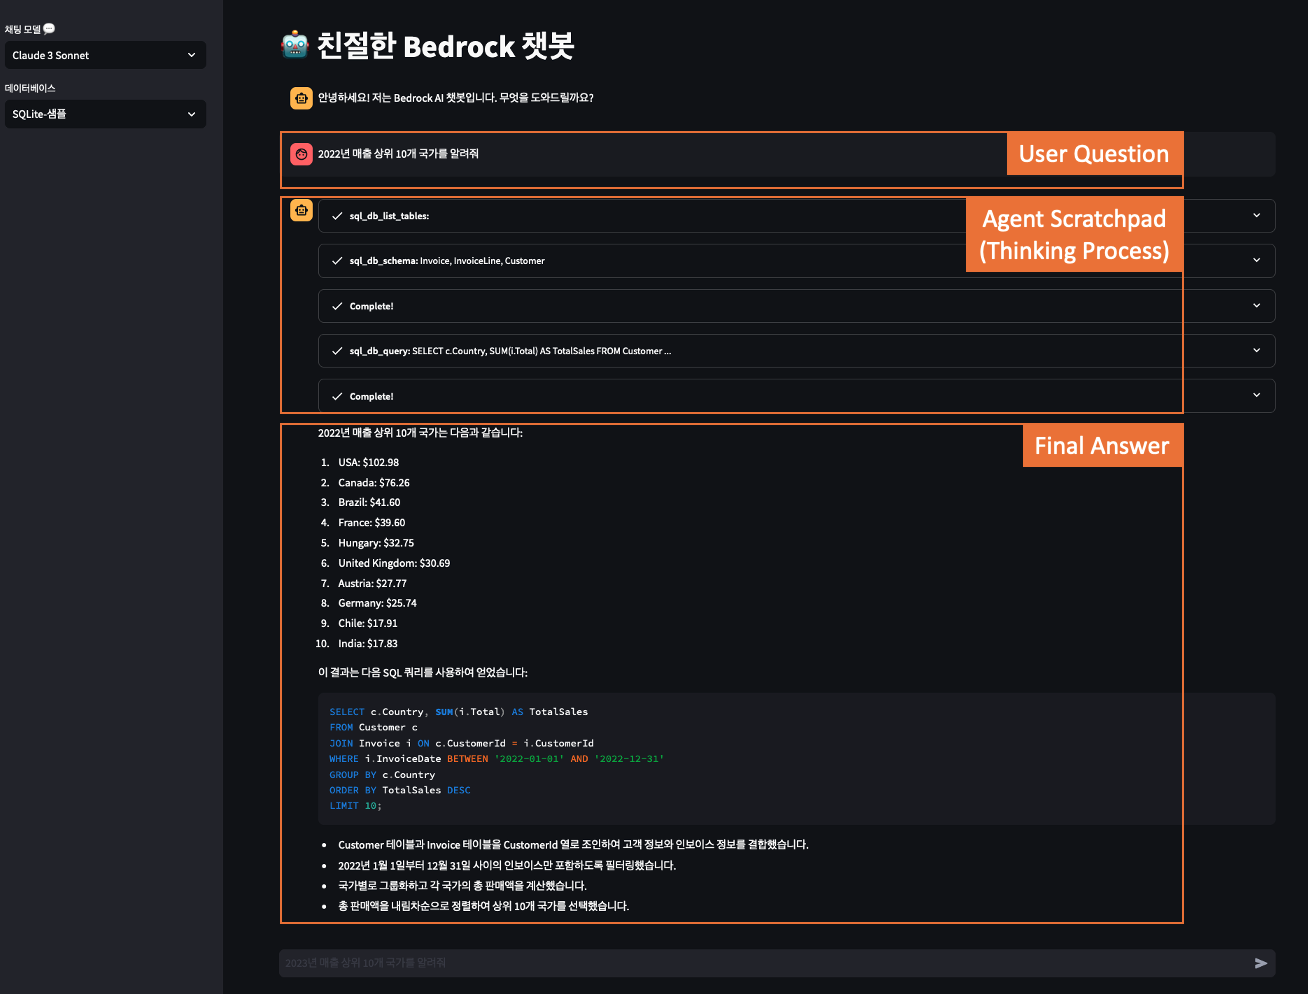 채팅 모델 💬
Claude 3 Sonnet
데이터베이스
SQLite-샘플
🤖 친절한 Bedrock 챗봇
안녕하세요! 저는 Bedrock AI 챗봇입니다. 무엇을 도와드릴까요?
2022년 매출 상위 10개 국가를 알려줘
User Question
sql_db_list_tables:
Agent Scratchpad
(Thinking Process)
sql_db_schema: Invoice, InvoiceLine, Customer
Complete!
sql_db_query: SELECT c.Country, SUM(i.Total) AS TotalSales FROM Customer ...
Complete!
2022년 매출 상위 10개 국가는 다음과 같습니다:
Final Answer
1. USA: $102.98
2. Canada: $76.26
3. Brazil: $41.60
4. France: $39.60
5. Hungary: $32.75
6. United Kingdom: $30.69
7. Austria: $27.77
8. Germany: $25.74
9. Chile: $17.91
10. India: $17.83
이 결과는 다음 SQL 쿼리를 사용하여 얻었습니다:
SELECT c.Country, SUM(i.Total) AS TotalSales
FROM Customer c
JOIN Invoice i ON c.CustomerId = i.CustomerId
WHERE i.InvoiceDate BETWEEN '2022-01-01' AND '2022-12-31'
GROUP BY c.Country
ORDER BY TotalSales DESC
LIMIT 10;
• Customer 테이블과 Invoice 테이블을 CustomerId 열로 조인하여 고객 정보와 인보이스 정보를 결합했습니다.
• 2022년 1월 1일부터 12월 31일 사이의 인보이스만 포함하도록 필터링했습니다.
• 국가별로 그룹화하고 각 국가의 총 판매액을 계산했습니다.
• 총 판매액을 내림차순으로 정렬하여 상위 10개 국가를 선택했습니다.
2023년 매출 상위 10개 국가를 알려줘